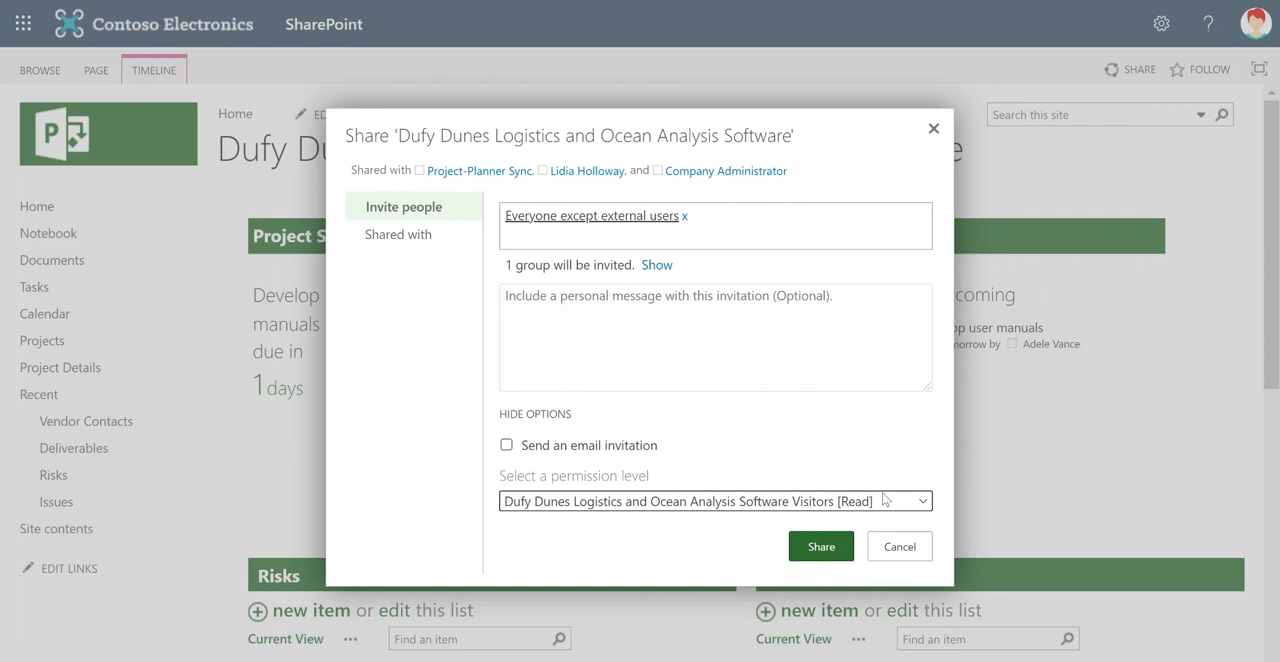 Contoso Electronics
SharePoint
?
BROWSE
PAGE
TIMELINE
SHARE
FOLLOW
Home
Search this site
Share 'Dufy Dunes Logistics and Ocean Analysis Software'
Shared with Project-Planner Sync, Lidia Holloway, and Company Administrator
Invite people
Shared with
Everyone except external users x
1 group will be invited. Show
Include a personal message with this invitation (Optional).
HIDE OPTIONS
Send an email invitation
Select a permission level
Dufy Dunes Logistics and Ocean Analysis Software Visitors [Read]
Share
Cancel
Home
Notebook
Documents
Tasks
Calendar
Projects
Project Details
Recent
Vendor Contacts
Deliverables
Risks
Issues
Site contents
EDIT LINKS
Project S
Develop
manuals
due in
1 days
coming
op user manuals
morrow by Adele Vance
Risks
new item or edit this list
Current View ••• Find an item
new item or edit this list
Current View ••• Find an item